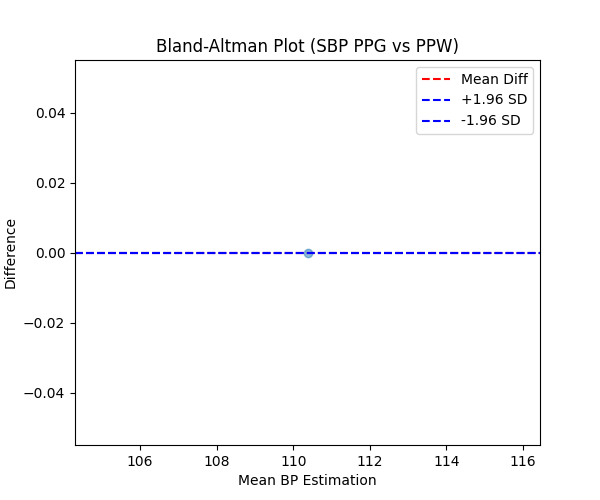 Bland-Altman Plot (SBP PPG vs PPW)
Mean Diff
+1.96 SD
-1.96 SD
0.04
0.02
0.00
−0.02
−0.04
Difference
106 108 110 112 114 116
Mean BP Estimation